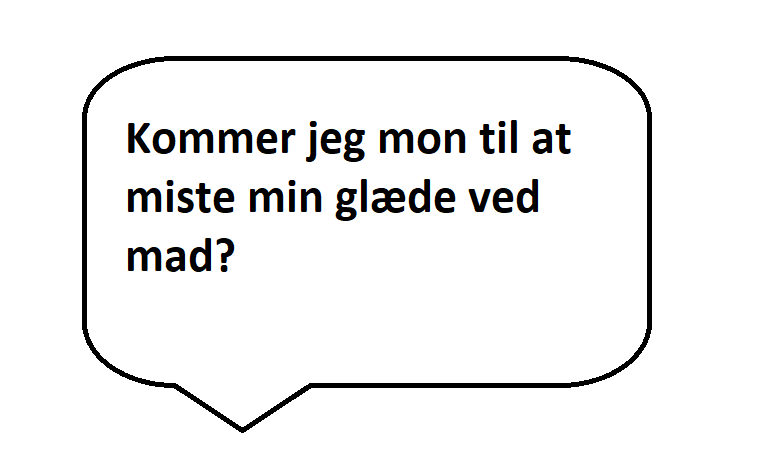 Kommer jeg mon til at
miste min glæde ved
mad?